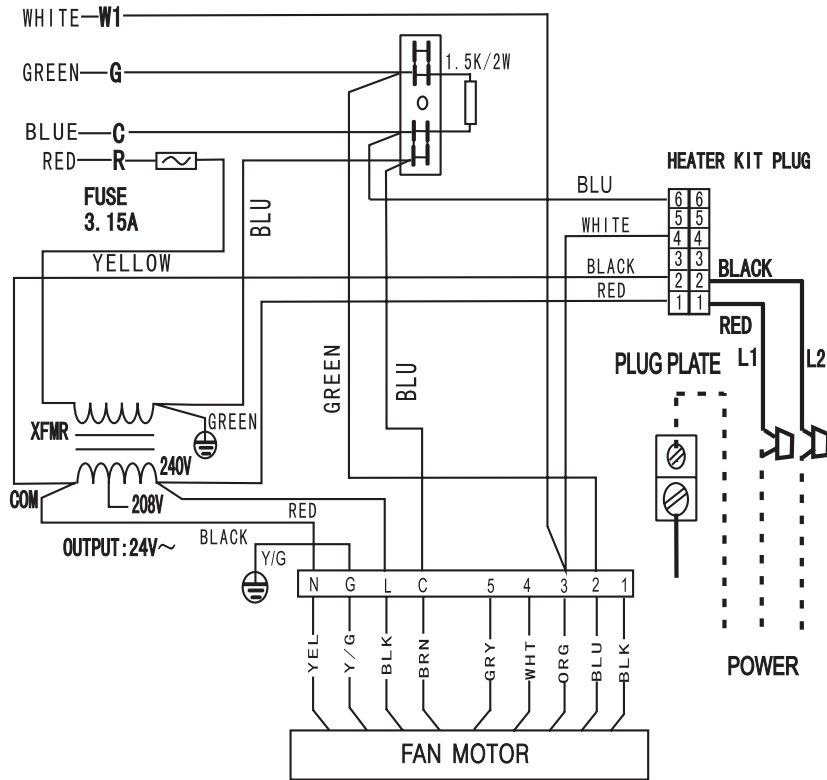 WHITE W1
GREEN G
1.5K/2W
BLUE C
RED R
FUSE
3.15A
BLU
YELLOW
HEATER KIT PLUG
BLU
WHITE
BLACK
RED
6 6
5 5
4 4
3 3
2 2
1 1
BLACK
RED
L1
L2
PLUG PLATE
GREEN
BLU
GREEN
XFMR
240V
COM
208V
OUTPUT:24V~
RED
BLACK
Y/G
N G L C 5 4 3 2 1
YEL Y/G BLK BRN GRY WHT ORG BLU BLK
POWER
FAN MOTOR